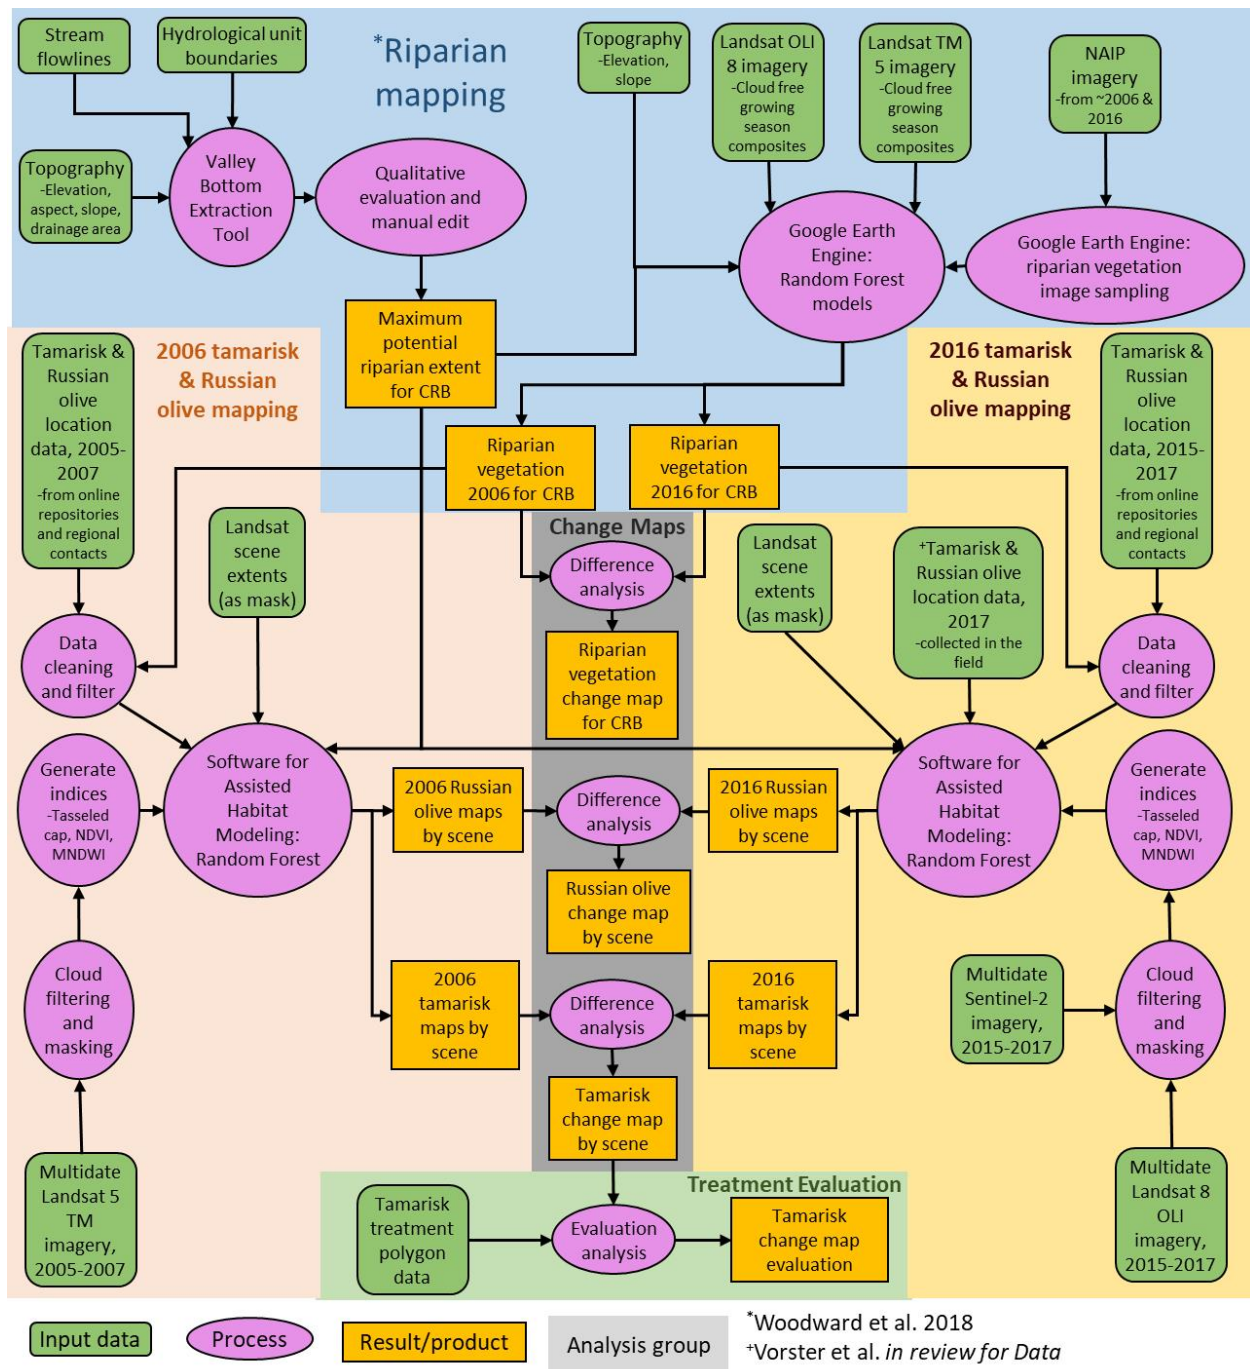 Stream
flowlines
Hydrological unit
boundaries
*Riparian
mapping
Topography
-Elevation,
slope
Landsat OLI
8 imagery
-Cloud free
growing
season
composites
Landsat TM
5 imagery
-Cloud free
growing
season
composites
NAIP
imagery
-from ~2006 &
2016
Topography
-Elevation,
aspect, slope,
drainage area
Valley
Bottom
Extraction
Tool
Qualitative
evaluation and
manual edit
Google Earth
Engine:
Random Forest
models
Google Earth Engine:
riparian vegetation
image sampling
Maximum
potential
riparian extent
for CRB
Tamarisk &
Russian
olive
location
data, 2005-
2007
-from online
repositories
and regional
contacts
2006 tamarisk
& Russian
olive mapping
2016 tamarisk
& Russian
olive mapping
Tamarisk &
Russian
olive
location
data, 2015-
2017
-from online
repositories
and regional
contacts
Riparian
vegetation
2006 for CRB
Riparian
vegetation
2016 for CRB
Landsat
scene
extents
(as mask)
Change Maps
Difference
analysis
Landsat
scene
extents
(as mask)
+Tamarisk &
Russian olive
location data,
2017
-collected in the
field
Data
cleaning
and filter
Riparian
vegetation
change map
for CRB
Data
cleaning
and filter
Generate
indices
-Tasseled
cap, NDVI,
MNDWI
Software for
Assisted
Habitat
Modeling:
Random Forest
2006 Russian
olive maps
by scene
Difference
analysis
2016 Russian
olive maps
by scene
Software for
Assisted
Habitat
Modeling:
Random Forest
Generate
indices
-Tasseled
cap, NDVI,
MNDWI
Russian olive
change map
by scene
Cloud
filtering
and
masking
2006
tamarisk
maps by
scene
Difference
analysis
2016
tamarisk
maps by
scene
Multidate
Sentinel-2
imagery,
2015-2017
Cloud
filtering
and
masking
Tamarisk
change map
by scene
Multidate
Landsat 5
TM
imagery,
2005-2007
Treatment Evaluation
Tamarisk
treatment
polygon
data
Evaluation
analysis
Tamarisk
change map
evaluation
Multidate
Landsat 8
OLI
imagery,
2015-2017
Input data
Process
Result/product
Analysis group
*Woodward et al. 2018
+Vorster et al. in review for Data